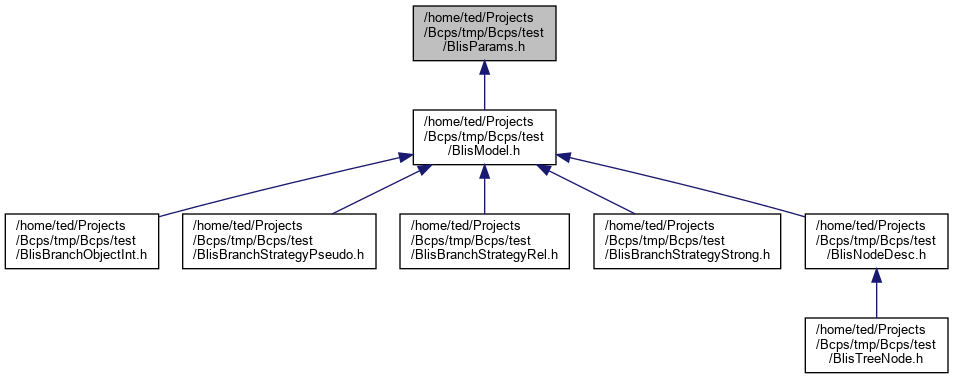 /home/ted/Projects
/Bcps/tmp/Bcps/test
/BlisParams.h
/home/ted/Projects
/Bcps/tmp/Bcps/test
/BlisModel.h
/home/ted/Projects
/Bcps/tmp/Bcps/test
/BlisBranchObjectInt.h
/home/ted/Projects
/Bcps/tmp/Bcps/test
/BlisBranchStrategyPseudo.h
/home/ted/Projects
/Bcps/tmp/Bcps/test
/BlisBranchStrategyRel.h
/home/ted/Projects
/Bcps/tmp/Bcps/test
/BlisBranchStrategyStrong.h
/home/ted/Projects
/Bcps/tmp/Bcps/test
/BlisNodeDesc.h
/home/ted/Projects
/Bcps/tmp/Bcps/test
/BlisTreeNode.h